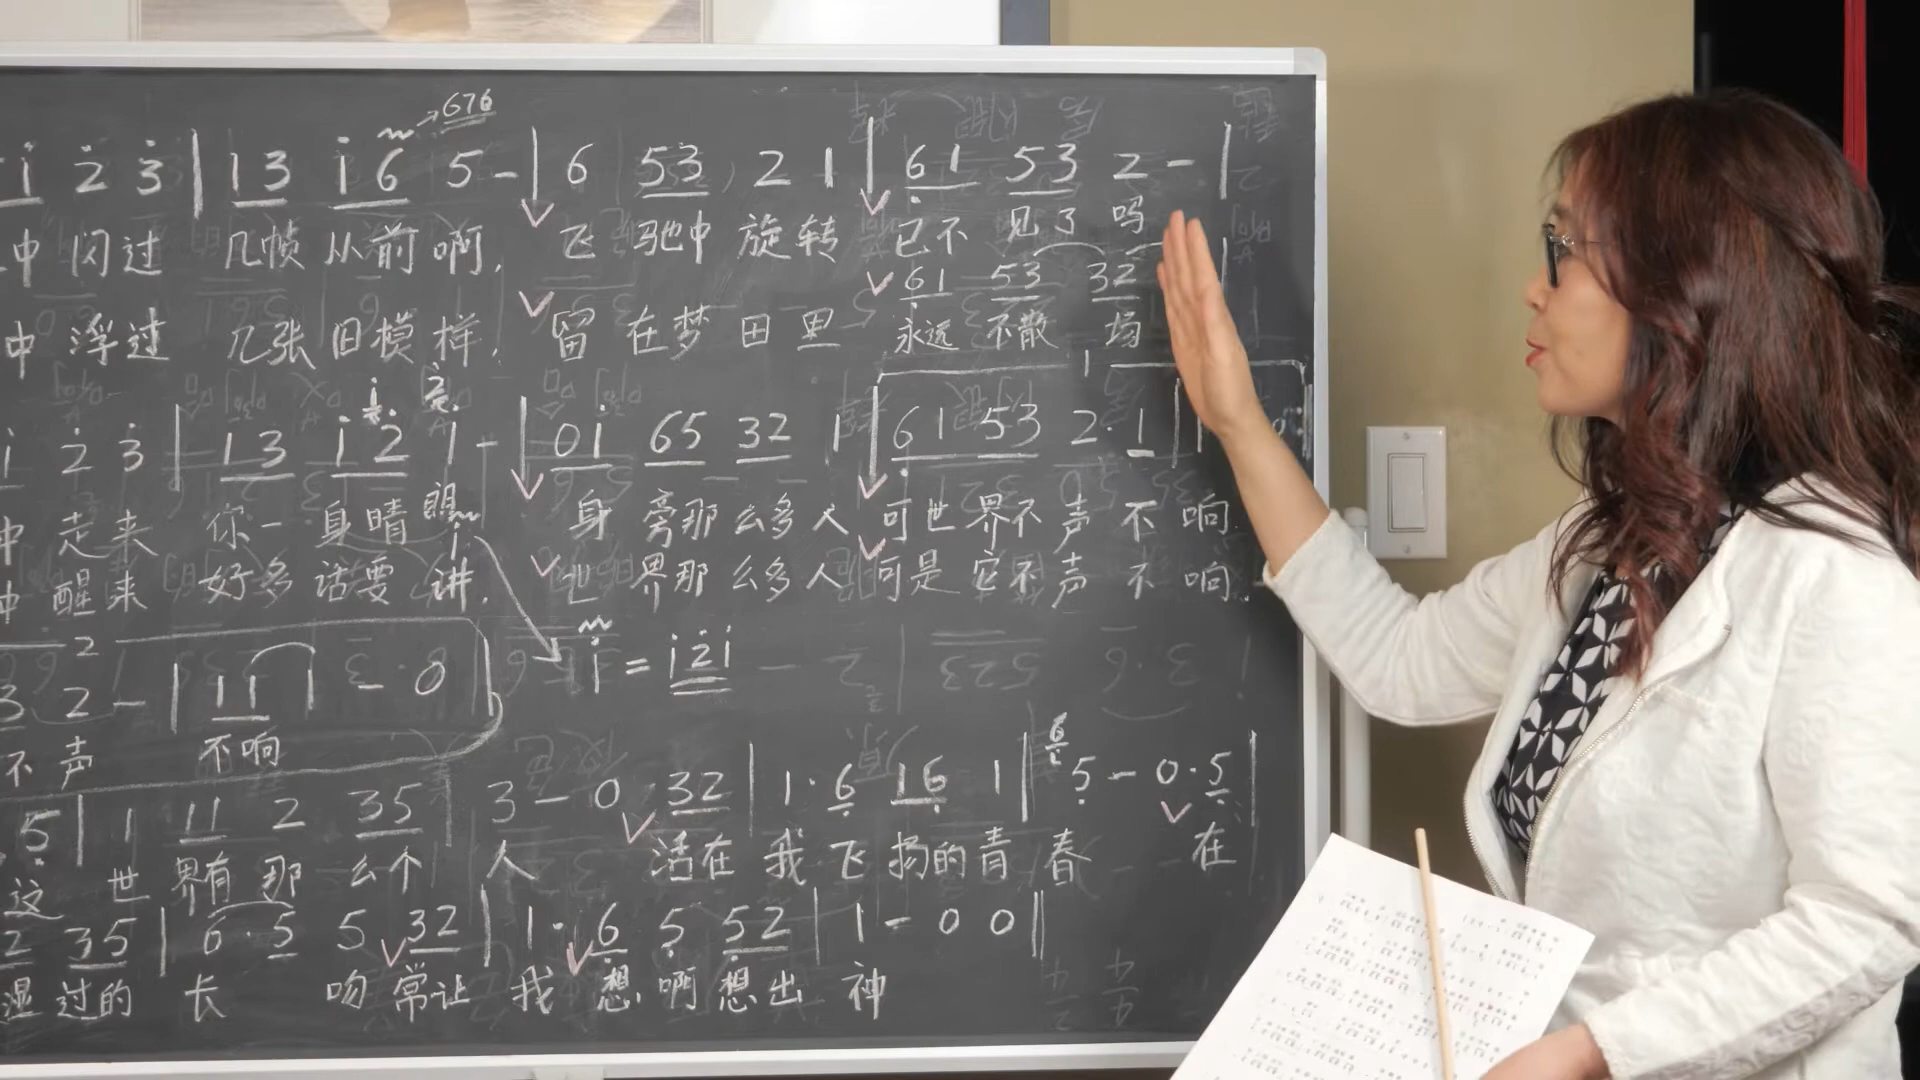 676
i 2 3 | 13 i6 5 - | 6 53 2 1 | 61 53 2 - |
中 闪过 几帧 从前 啊, 飞 驰中 旋转 已不 见了 吗
61 53 32
中 浮过 几张 旧模 样, 留 在梦 田里 永远 不散 场
1
i 2 3 | 13 i2 i - | 0i 65 32 1 | 61 53 2·1 | 1
中 走来 你一 身晴 朗 身 旁那 么多 人 可世 界不 声 不 响
中 醒来 好多 话要 讲, 世 界那 么多 人 可是 它不 声 不 响.
2
3 2 - | 11 | - 0 i = i2i
不声 不响
5 | 1 11 2 35 | 3 - 0 32 | 1·6 16 1 | 6 5 - 0·5 |
这 世 界有 那 么个 人 活在 我 飞 扬的 青 春 在
2 35 | 6·5 5 32 | 1·6 5 52 | 1 - 0 0 ||
湿 过的 长 吻 常让 我 想 啊 想出 神